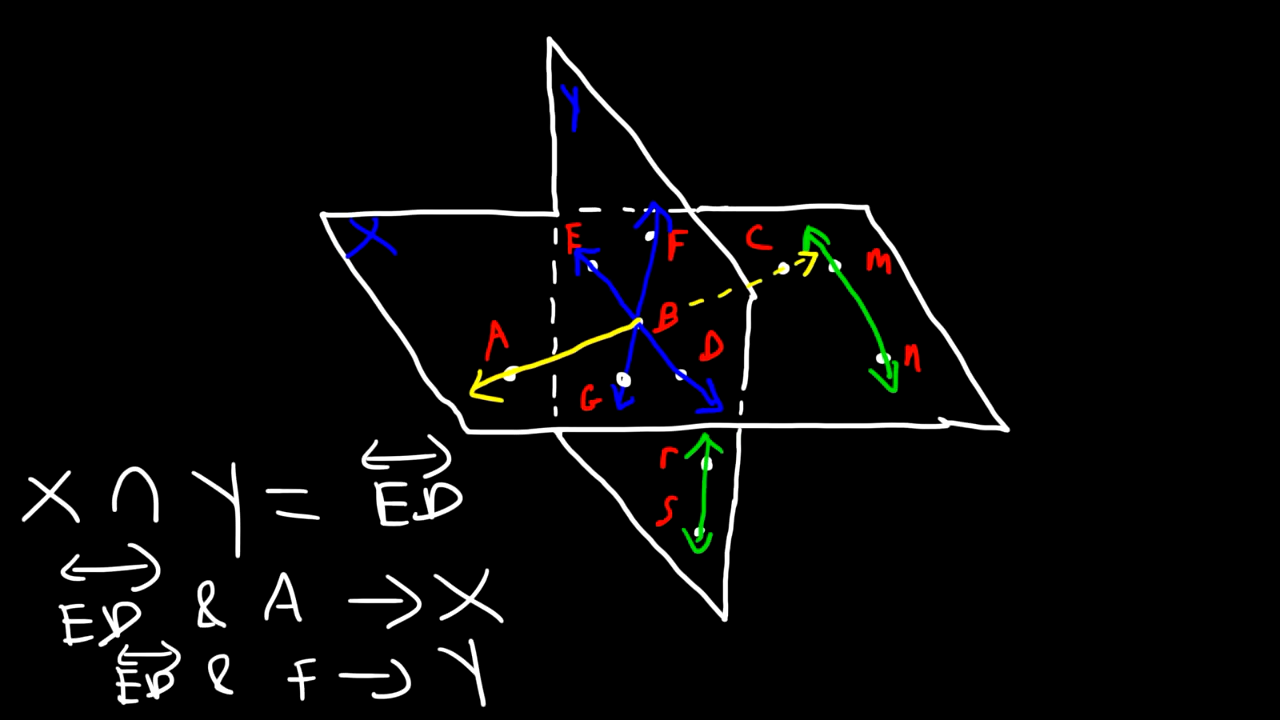 Y
X
E
F
C
M
B
A
D
n
G
r
S
X ∩ Y = ED
ED & A → X
ED & F → Y